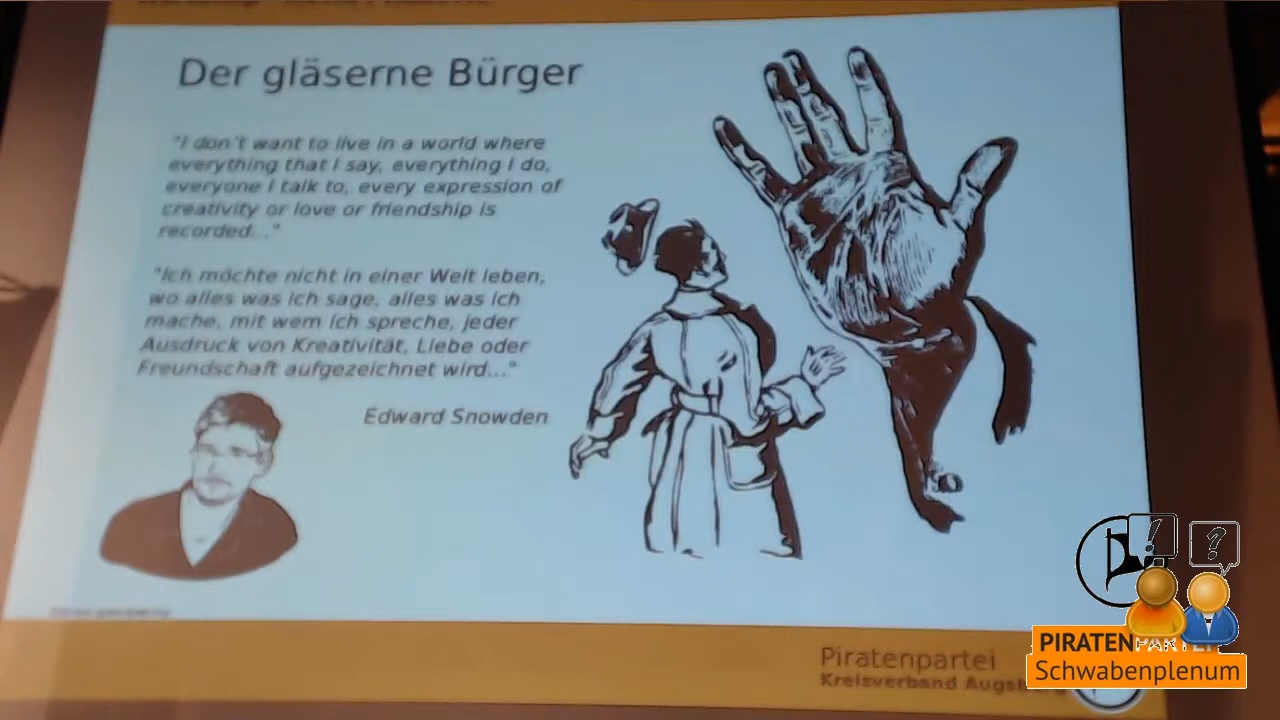 Der gläserne Bürger
"I don't want to live in a world where
everything that I say, everything I do,
everyone I talk to, every expression of
creativity or love or friendship is
recorded..."
"Ich möchte nicht in einer Welt leben,
wo alles was ich sage, alles was ich
mache, mit wem ich spreche, jeder
Ausdruck von Kreativität, Liebe oder
Freundschaft aufgezeichnet wird..."
Edward Snowden
! ?
Piratenpartei
Kreisverband
PIRATENPARTEI
Schwabenplenum